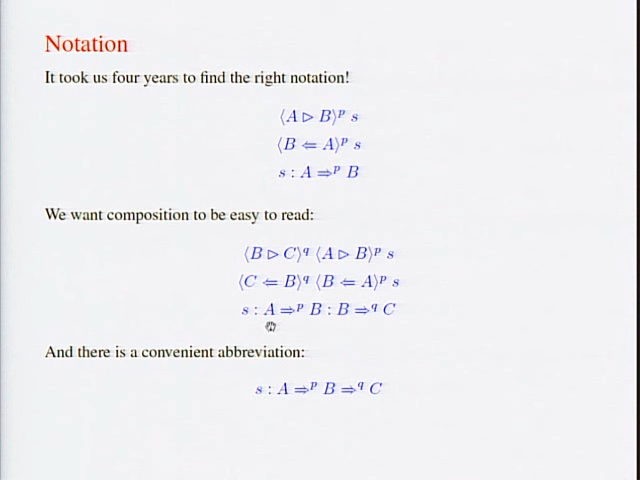 Notation
It took us four years to find the right notation!
⟨A ▷ B⟩ᵖ s
⟨B ⇐ A⟩ᵖ s
s : A ⇒ᵖ B
We want composition to be easy to read:
⟨B ▷ C⟩^q ⟨A ▷ B⟩ᵖ s
⟨C ⇐ B⟩^q ⟨B ⇐ A⟩ᵖ s
s : A ⇒ᵖ B : B ⇒^q C
And there is a convenient abbreviation:
s : A ⇒ᵖ B ⇒^q C